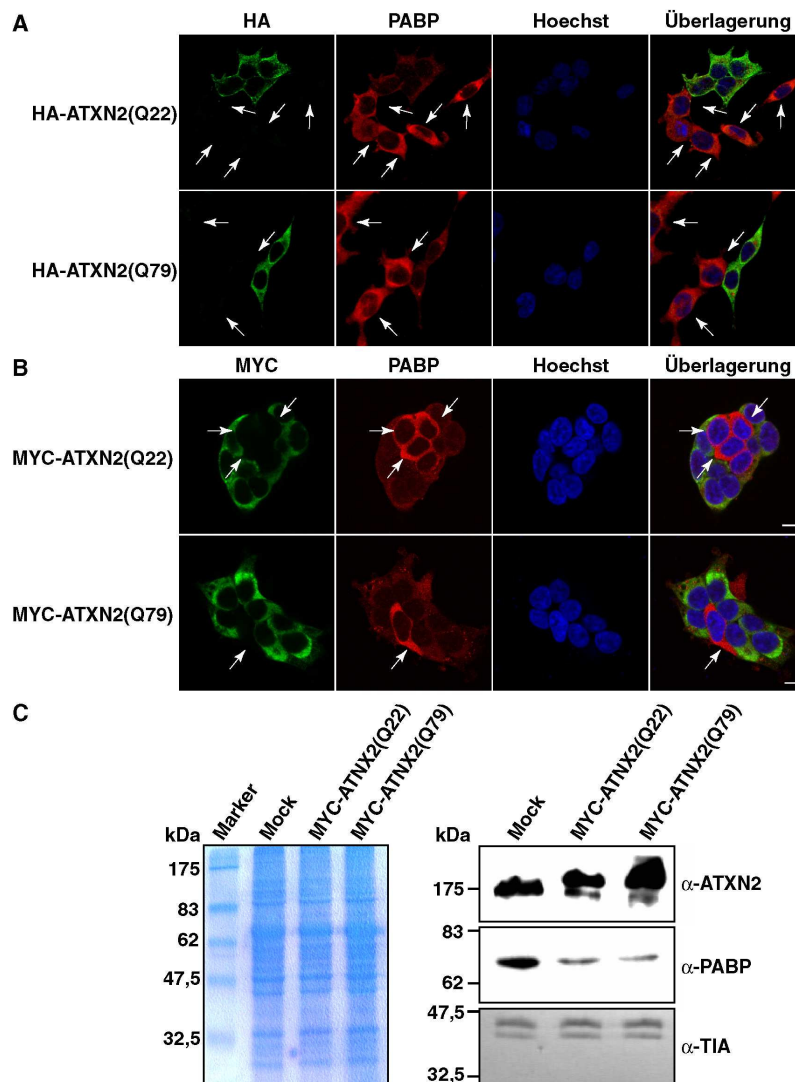 A
HA PABP Hoechst Überlagerung
HA-ATXN2(Q22)
HA-ATXN2(Q79)
B
MYC PABP Hoechst Überlagerung
MYC-ATXN2(Q22)
MYC-ATXN2(Q79)
C
kDa Marker Mock MYC-ATNX2(Q22) MYC-ATNX2(Q79)
175
83
62
47,5
32,5
kDa Mock MYC-ATNX2(Q22) MYC-ATNX2(Q79)
175 α-ATXN2
83
α-PABP
62
47,5
α-TIA
32,5